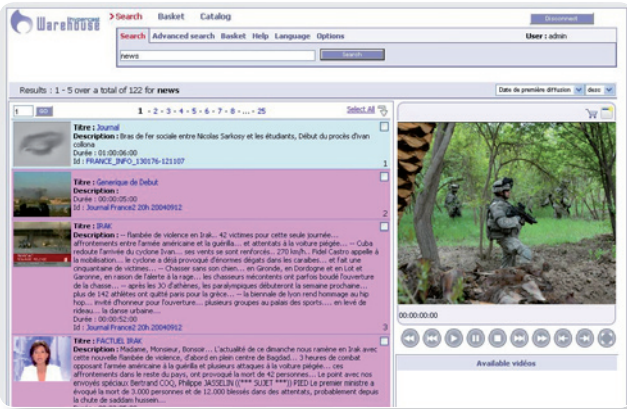 Warehouse
Search Basket Catalog
Disconnect
Search Advanced search Basket Help Language Options
User : admin
news
Search
Results : 1 - 5 over a total of 122 for news
Date de première diffusion
desc
1
GO
1 - 2 - 3 - 4 - 5 - 6 - 7 - 8 -... - 25
Select All
Titre : Journal
Description : Bras de fer sociale entre Nicolas Sarkosy et les étudiants, Début du procès d'ivan
collona
Durée : 01:00:06:00
Id : FRANCE_INFO_130176-121107
1
Titre : Generique de Debut
Description :
Durée : 00:00:05:00
Id : Journal France2 20h 20040912
2
Titre : IRAK
Description : -- flambée de violence en Irak... 42 victimes pour cette seule journée...
affrontements entre l'armée américaine et la guérilla... et attentats à la voiture piégée... -- Cuba
redoute l'arrivée du cyclone Ivan... ses vents se sont renforcés.. 270 km/h.. Fidel Castro appelle à
la mobilisation... le cyclone a déjà provoqué d'énormes dégats dans les caraïbes... et fait une
cinquantaine de victimes... -- Chasser sans son chien... en Gironde, en Dordogne et en Lot et
Garonne, en raison de l'alerte à la rage... les chasseurs mécontents ont parfois boudé l'ouverture
de la chasse... -- après les JO d'athènes, les paralympiques débuteront la semaine prochaine...
plus de 142 athlètes ont quitté paris pour la grèce... -- la biennale de lyon rend hommage au hip
hop... invité d'honneur pour l'ouverture... plusieurs groupes au palais des sports.... en levé de
rideau... la danse urbaine...
Durée : 00:00:52:00
Id : Journal France2 20h 20040912
3
Titre : FACTUEL IRAK
Description : Madame, Monsieur, Bonsoir... L'actualité de ce dimanche nous ramène en Irak avec
cette nouvelle flambée de violence, d'abord en plein centre de Bagdad... 3 heures de combat
opposant l'armée américaine à la guérilla et plusieurs attaques à la voiture piégée... ces
affrontements dans le reste du pays, ont provoqué la mort de 42 personnes... Le point avec nos
envoyés spéciaux: Bertrand COQ, Philippe JASSELIN ((*** SUJET ***)) PIED Le premier ministre a
évoqué la mort de 3.000 personnes et de 12.000 blessés dans des attentats, probablement depuis
la chute de saddam hussein...
00:00:00:00
Available vidéos